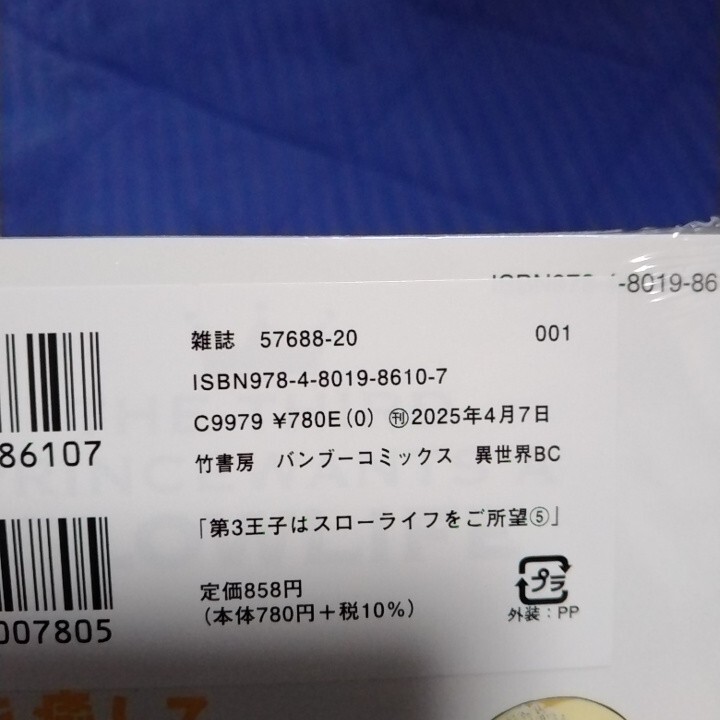 -8019-86
雑誌 57688-20 001
ISBN978-4-8019-8610-7
C9979 ¥780E(0) ㊙2025年4月7日
竹書房 バンブーコミックス 異世界BC
86107
「第3王子はスローライフをご所望⑤」
定価858円
(本体780円+税10%)
プラ
外装:PP
007805